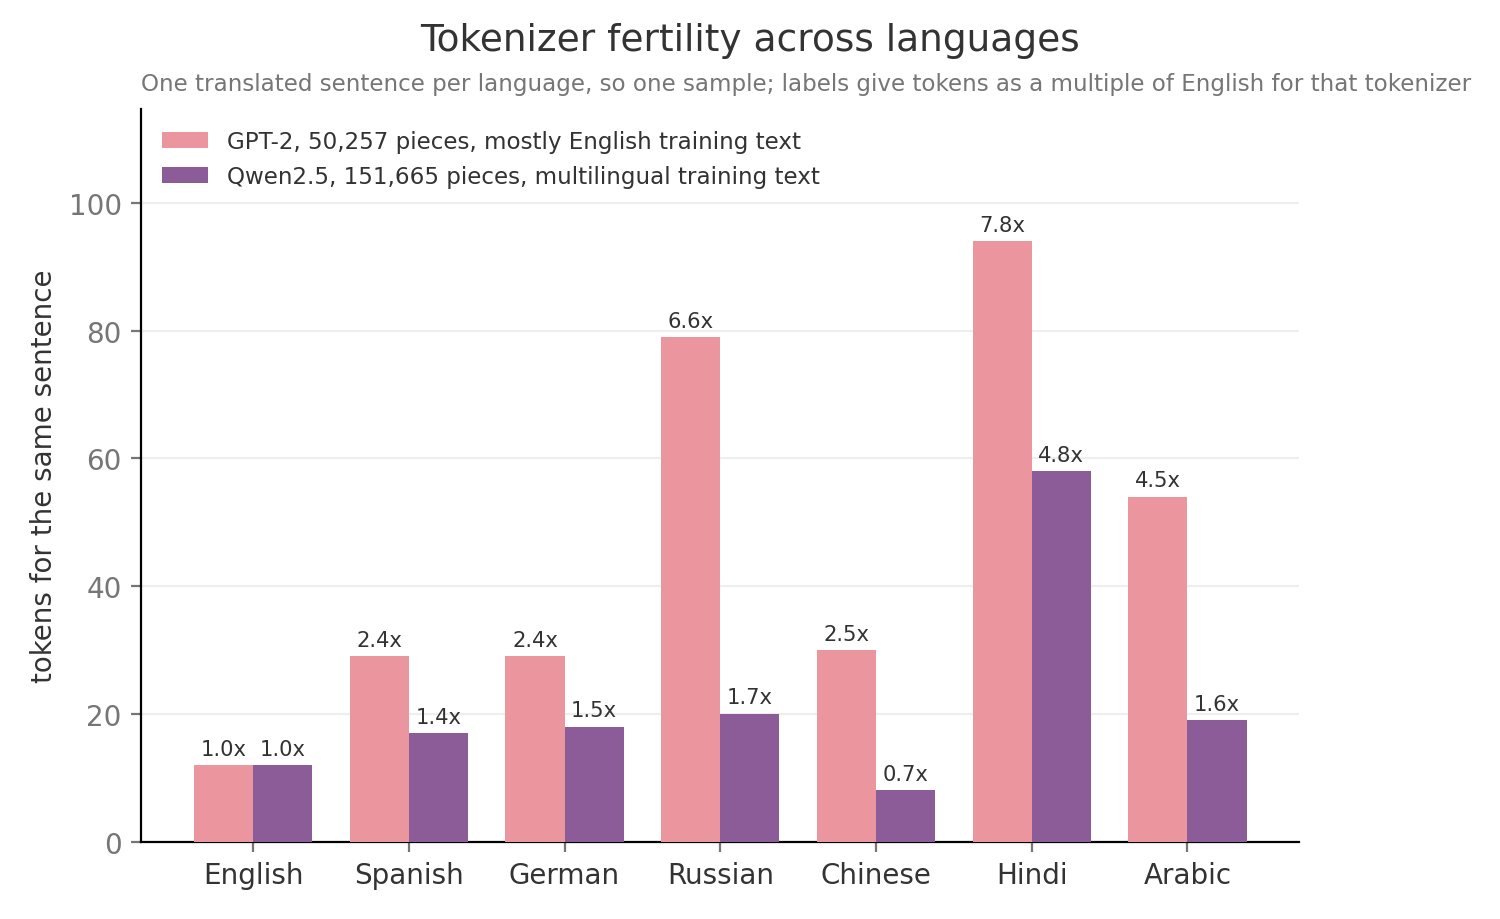 Tokenizer fertility across languages
One translated sentence per language, so one sample; labels give tokens as a multiple of English for that tokenizer
GPT-2, 50,257 pieces, mostly English training text
Qwen2.5, 151,665 pieces, multilingual training text
tokens for the same sentence
100
80
60
40
20
0
1.0x 1.0x
2.4x 1.4x
2.4x 1.5x
6.6x 1.7x
2.5x 0.7x
7.8x 4.8x
4.5x 1.6x
English Spanish German Russian Chinese Hindi Arabic